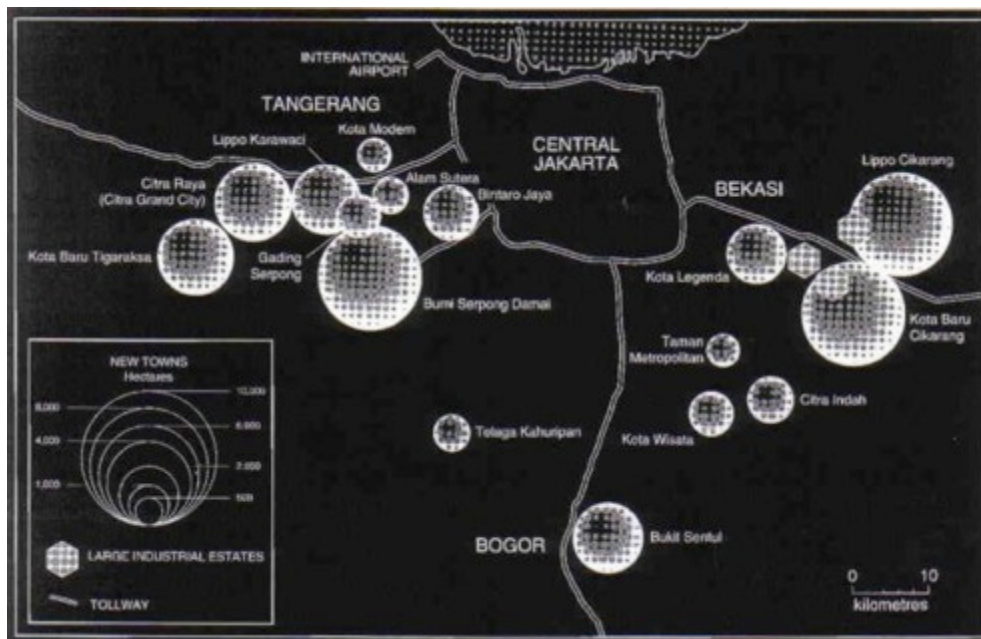 INTERNATIONAL
AIRPORT
TANGERANG
Kota Modern
Lippo Karawaci
CENTRAL
JAKARTA
Lippo Cikarang
Citra Raya
(Citra Grand City)
Alam Sutera
Bintaro Jaya
BEKASI
Kota Baru Tigaraksa
Gading
Serpong
Kota Legenda
Bumi Serpong Damai
Kota Baru
Cikarang
Taman
Metropolitan
NEW TOWNS
Hectares
10,000
8,000
6,000
4,000
2,000
1,000
500
Citra Indah
Telaga Kahuripan
Kota Wisata
LARGE INDUSTRIAL ESTATES
TOLLWAY
BOGOR
Bukit Sentul
0 10
kilometres